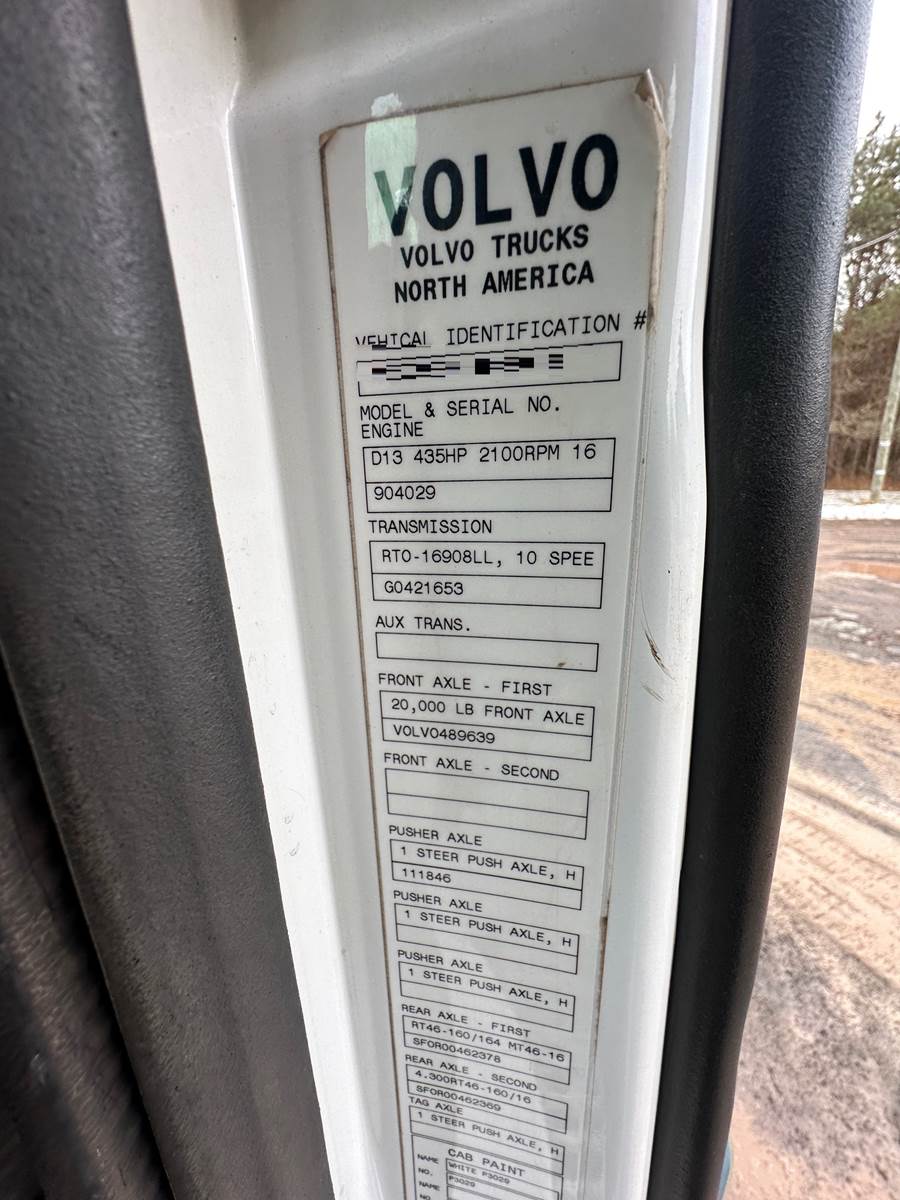 VOLVO
VOLVO TRUCKS
NORTH AMERICA
VEHICAL IDENTIFICATION #
MODEL & SERIAL NO.
ENGINE
D13 435HP 2100RPM 16
904029
TRANSMISSION
RTO-16908LL, 10 SPEE
G0421653
AUX TRANS.
FRONT AXLE - FIRST
20,000 LB FRONT AXLE
VOLVO489639
FRONT AXLE - SECOND
PUSHER AXLE
1 STEER PUSH AXLE, H
111846
PUSHER AXLE
1 STEER PUSH AXLE, H
PUSHER AXLE
1 STEER PUSH AXLE, H
REAR AXLE - FIRST
RT46-160/164 MT46-16
SFOR00462378
REAR AXLE - SECOND
4.300RT46-160/16
SFOR00462369
TAG AXLE
1 STEER PUSH AXLE, H
CAB PAINT
NAME WHITE P3029
NO. P3029
NAME
NO